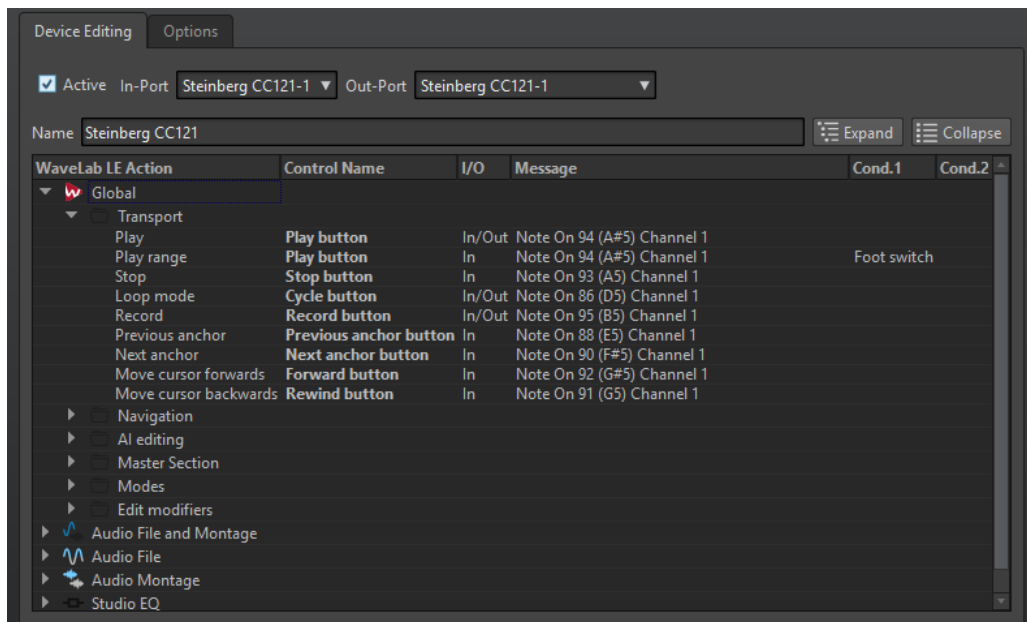 Device Editing Options
Active In-Port Steinberg CC121-1 Out-Port Steinberg CC121-1
Name Steinberg CC121 Expand Collapse
WaveLab LE Action Control Name I/O Message Cond.1 Cond.2
Global
Transport
Play Play button In/Out Note On 94 (A#5) Channel 1
Play range Play button In Note On 94 (A#5) Channel 1 Foot switch
Stop Stop button In Note On 93 (A5) Channel 1
Loop mode Cycle button In/Out Note On 86 (D5) Channel 1
Record Record button In/Out Note On 95 (B5) Channel 1
Previous anchor Previous anchor button In Note On 88 (E5) Channel 1
Next anchor Next anchor button In Note On 90 (F#5) Channel 1
Move cursor forwards Forward button In Note On 92 (G#5) Channel 1
Move cursor backwards Rewind button In Note On 91 (G5) Channel 1
Navigation
AI editing
Master Section
Modes
Edit modifiers
Audio File and Montage
Audio File
Audio Montage
Studio EQ